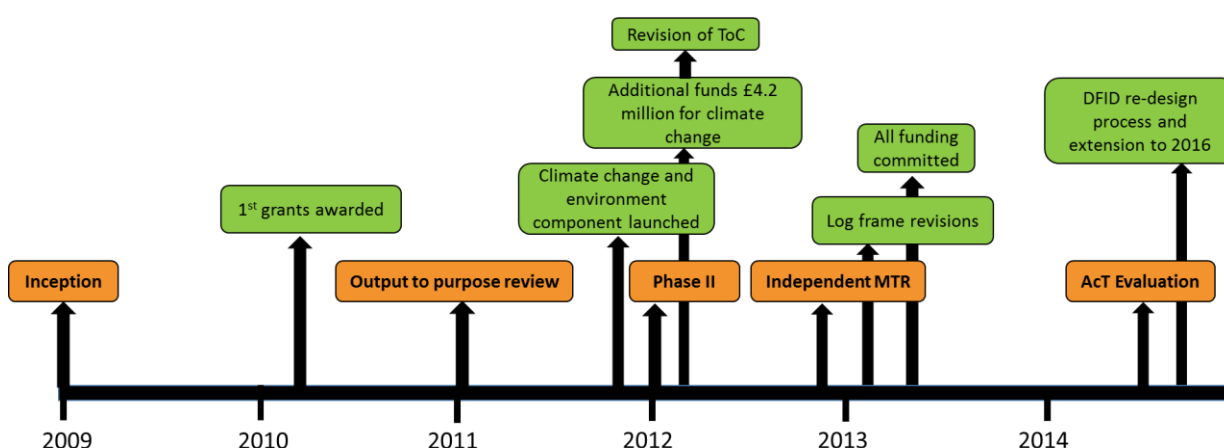 Revision of ToC
Additional funds £4.2
million for climate
change
DFID re-design
process and
extension to 2016
All funding
committed
Climate change and
environment
component launched
1st grants awarded
Log frame revisions
Inception
Output to purpose review
Phase II
Independent MTR
AcT Evaluation
2009
2010
2011
2012
2013
2014